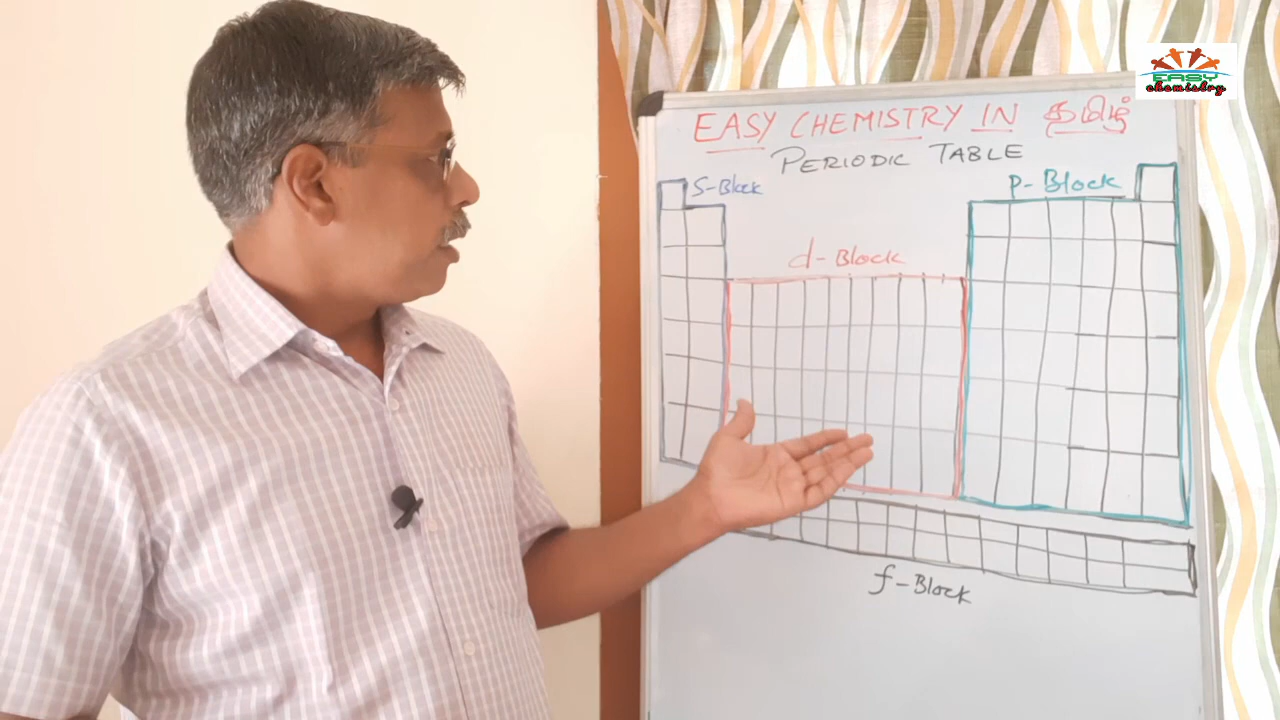 EASY CHEMISTRY IN தமிழ்
PERIODIC TABLE
S-Block
P-Block
d-Block
f-Block
EASY
chemistry